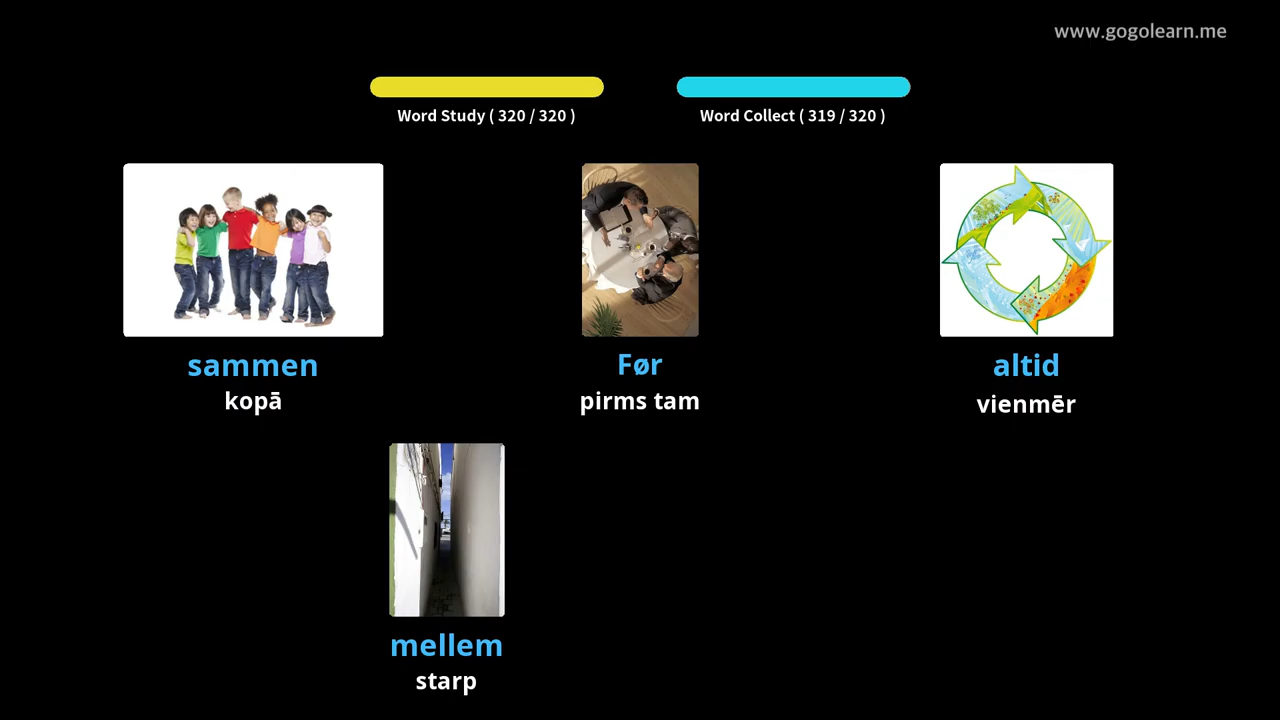 www.gogolearn.me
Word Study ( 320 / 320 )
Word Collect ( 319 / 320 )
sammen
kopā
Før
pirms tam
altid
vienmēr
mellem
starp